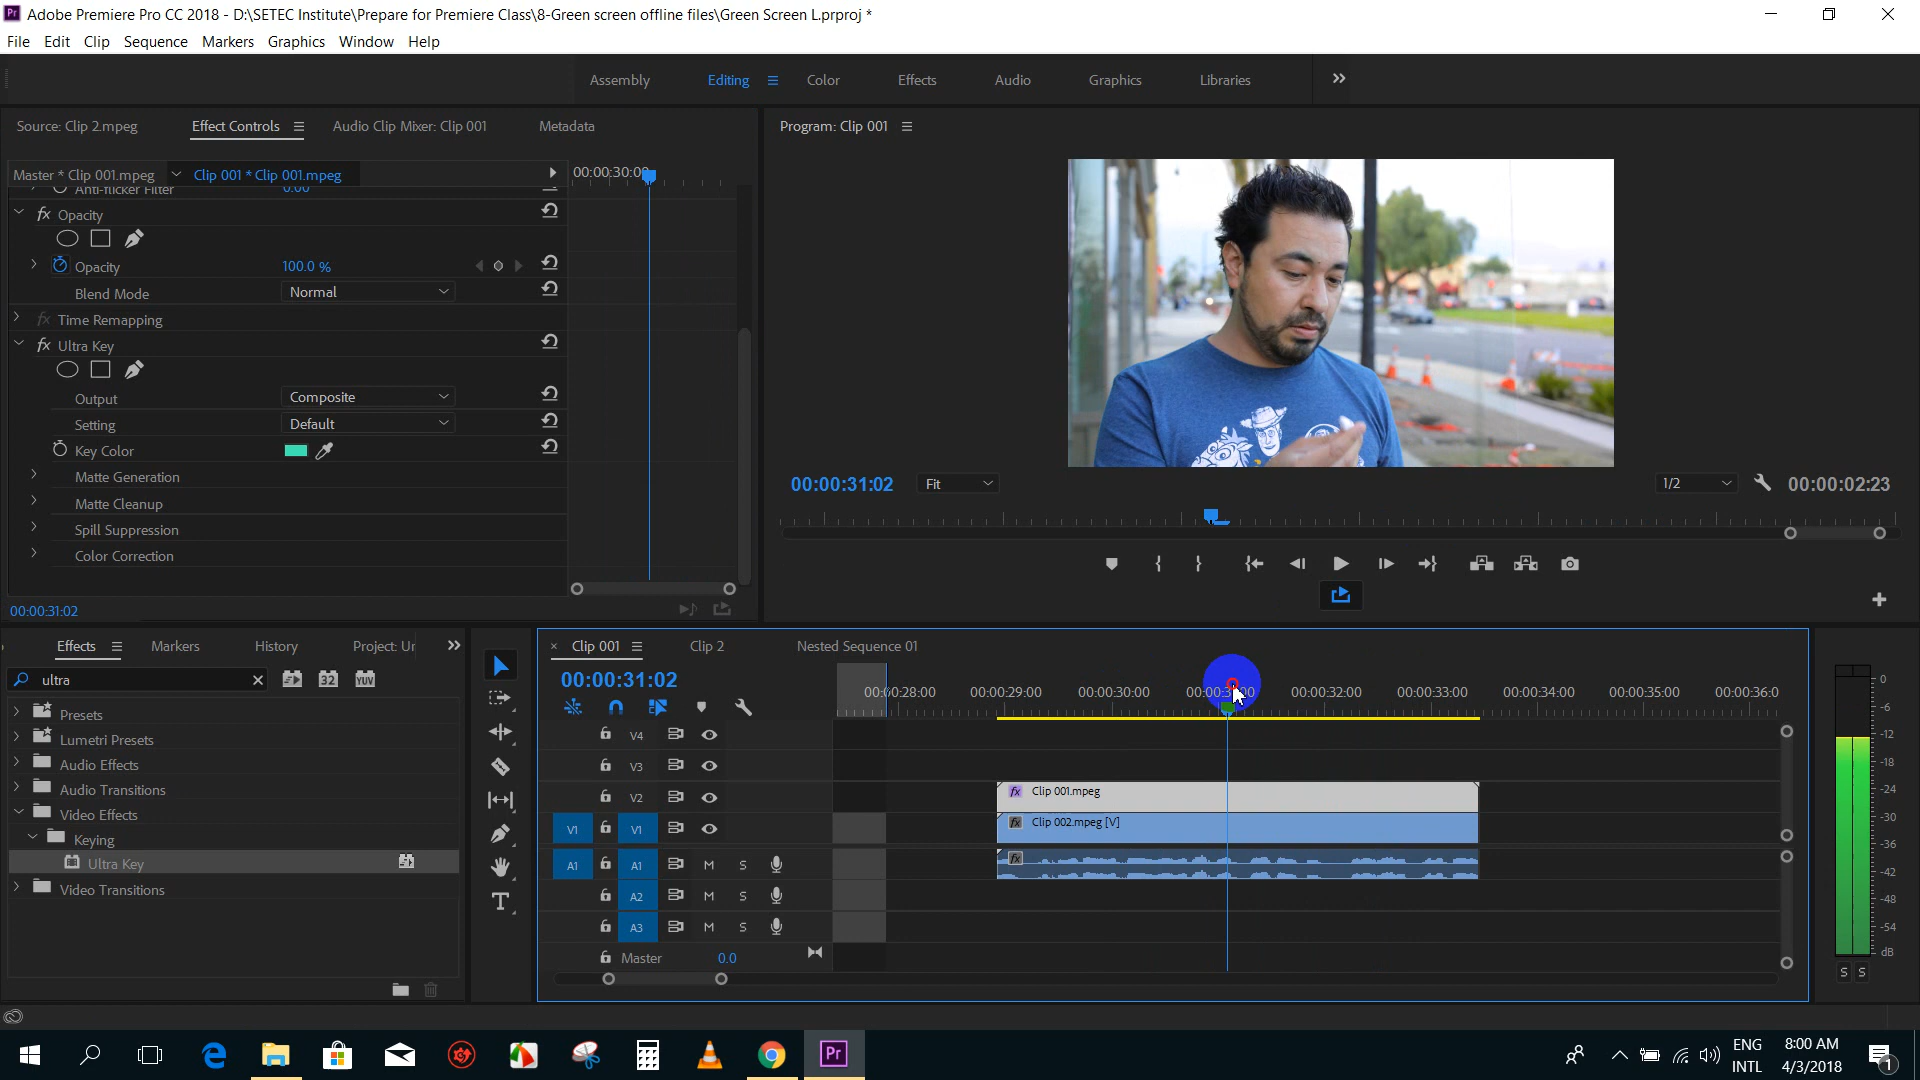 Pr Adobe Premiere Pro CC 2018 - D:\SETEC Institute\Prepare for Premiere Class\8-Green screen offline files\Green Screen L.prproj *
File Edit Clip Sequence Markers Graphics Window Help
Assembly Editing Color Effects Audio Graphics Libraries
Source: Clip 2.mpeg Effect Controls Audio Clip Mixer: Clip 001 Metadata
Program: Clip 001
Master * Clip 001.mpeg Clip 001 * Clip 001.mpeg 00:00:30:00
Anti-flicker Filter 0.00
fx Opacity
Opacity 100.0 %
Blend Mode Normal
fx Time Remapping
fx Ultra Key
Output Composite
Setting Default
Key Color
Matte Generation
Matte Cleanup
Spill Suppression
Color Correction
00:00:31:02
00:00:31:02 Fit 1/2 00:00:02:23
Effects Markers History Project: Ur
ultra 32 YUV
Presets
Lumetri Presets
Audio Effects
Audio Transitions
Video Effects
Keying
Ultra Key
Video Transitions
× Clip 001 Clip 2 Nested Sequence 01
00:00:31:02
00:00:28:00 00:00:29:00 00:00:30:00 00:00:31:00 00:00:32:00 00:00:33:00 00:00:34:00 00:00:35:00 00:00:36:0
V4
V3
V2 fx Clip 001.mpeg
V1 V1 fx Clip 002.mpeg [V]
A1 A1 M S fx
A2 M S
A3 M S
Master 0.0
0
-6
-12
-18
-24
-30
-36
-42
-48
-54
dB
S S
Pr
ENG
INTL
8:00 AM
4/3/2018
1